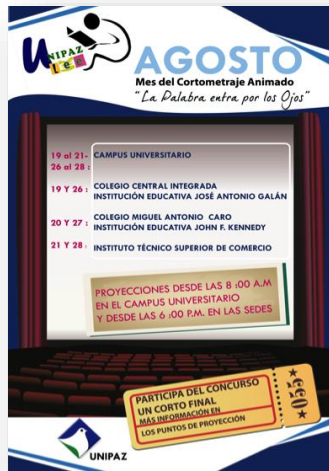 UNIPAZ
Lee
AGOSTO
Mes del Cortometraje Animado
"La Palabra entra por los Ojos"
19 al 21-
26 al 28 :
CAMPUS UNIVERSITARIO
19 Y 26 :
COLEGIO CENTRAL INTEGRADA
INSTITUCIÓN EDUCATIVA JOSÉ ANTONIO GALÁN
20 Y 27 :
COLEGIO MIGUEL ANTONIO CARO
INSTITUCIÓN EDUCATIVA JOHN F. KENNEDY
21 Y 28 :
INSTITUTO TÉCNICO SUPERIOR DE COMERCIO
PROYECCIONES DESDE LAS 8 :00 A.M
EN EL CAMPUS UNIVERSITARIO
Y DESDE LAS 6 :00 P.M. EN LAS SEDES
PARTICIPA DEL CONCURSO
UN CORTO FINAL
MÁS INFORMACIÓN EN
LOS PUNTOS DE PROYECCIÓN
UNIPAZ